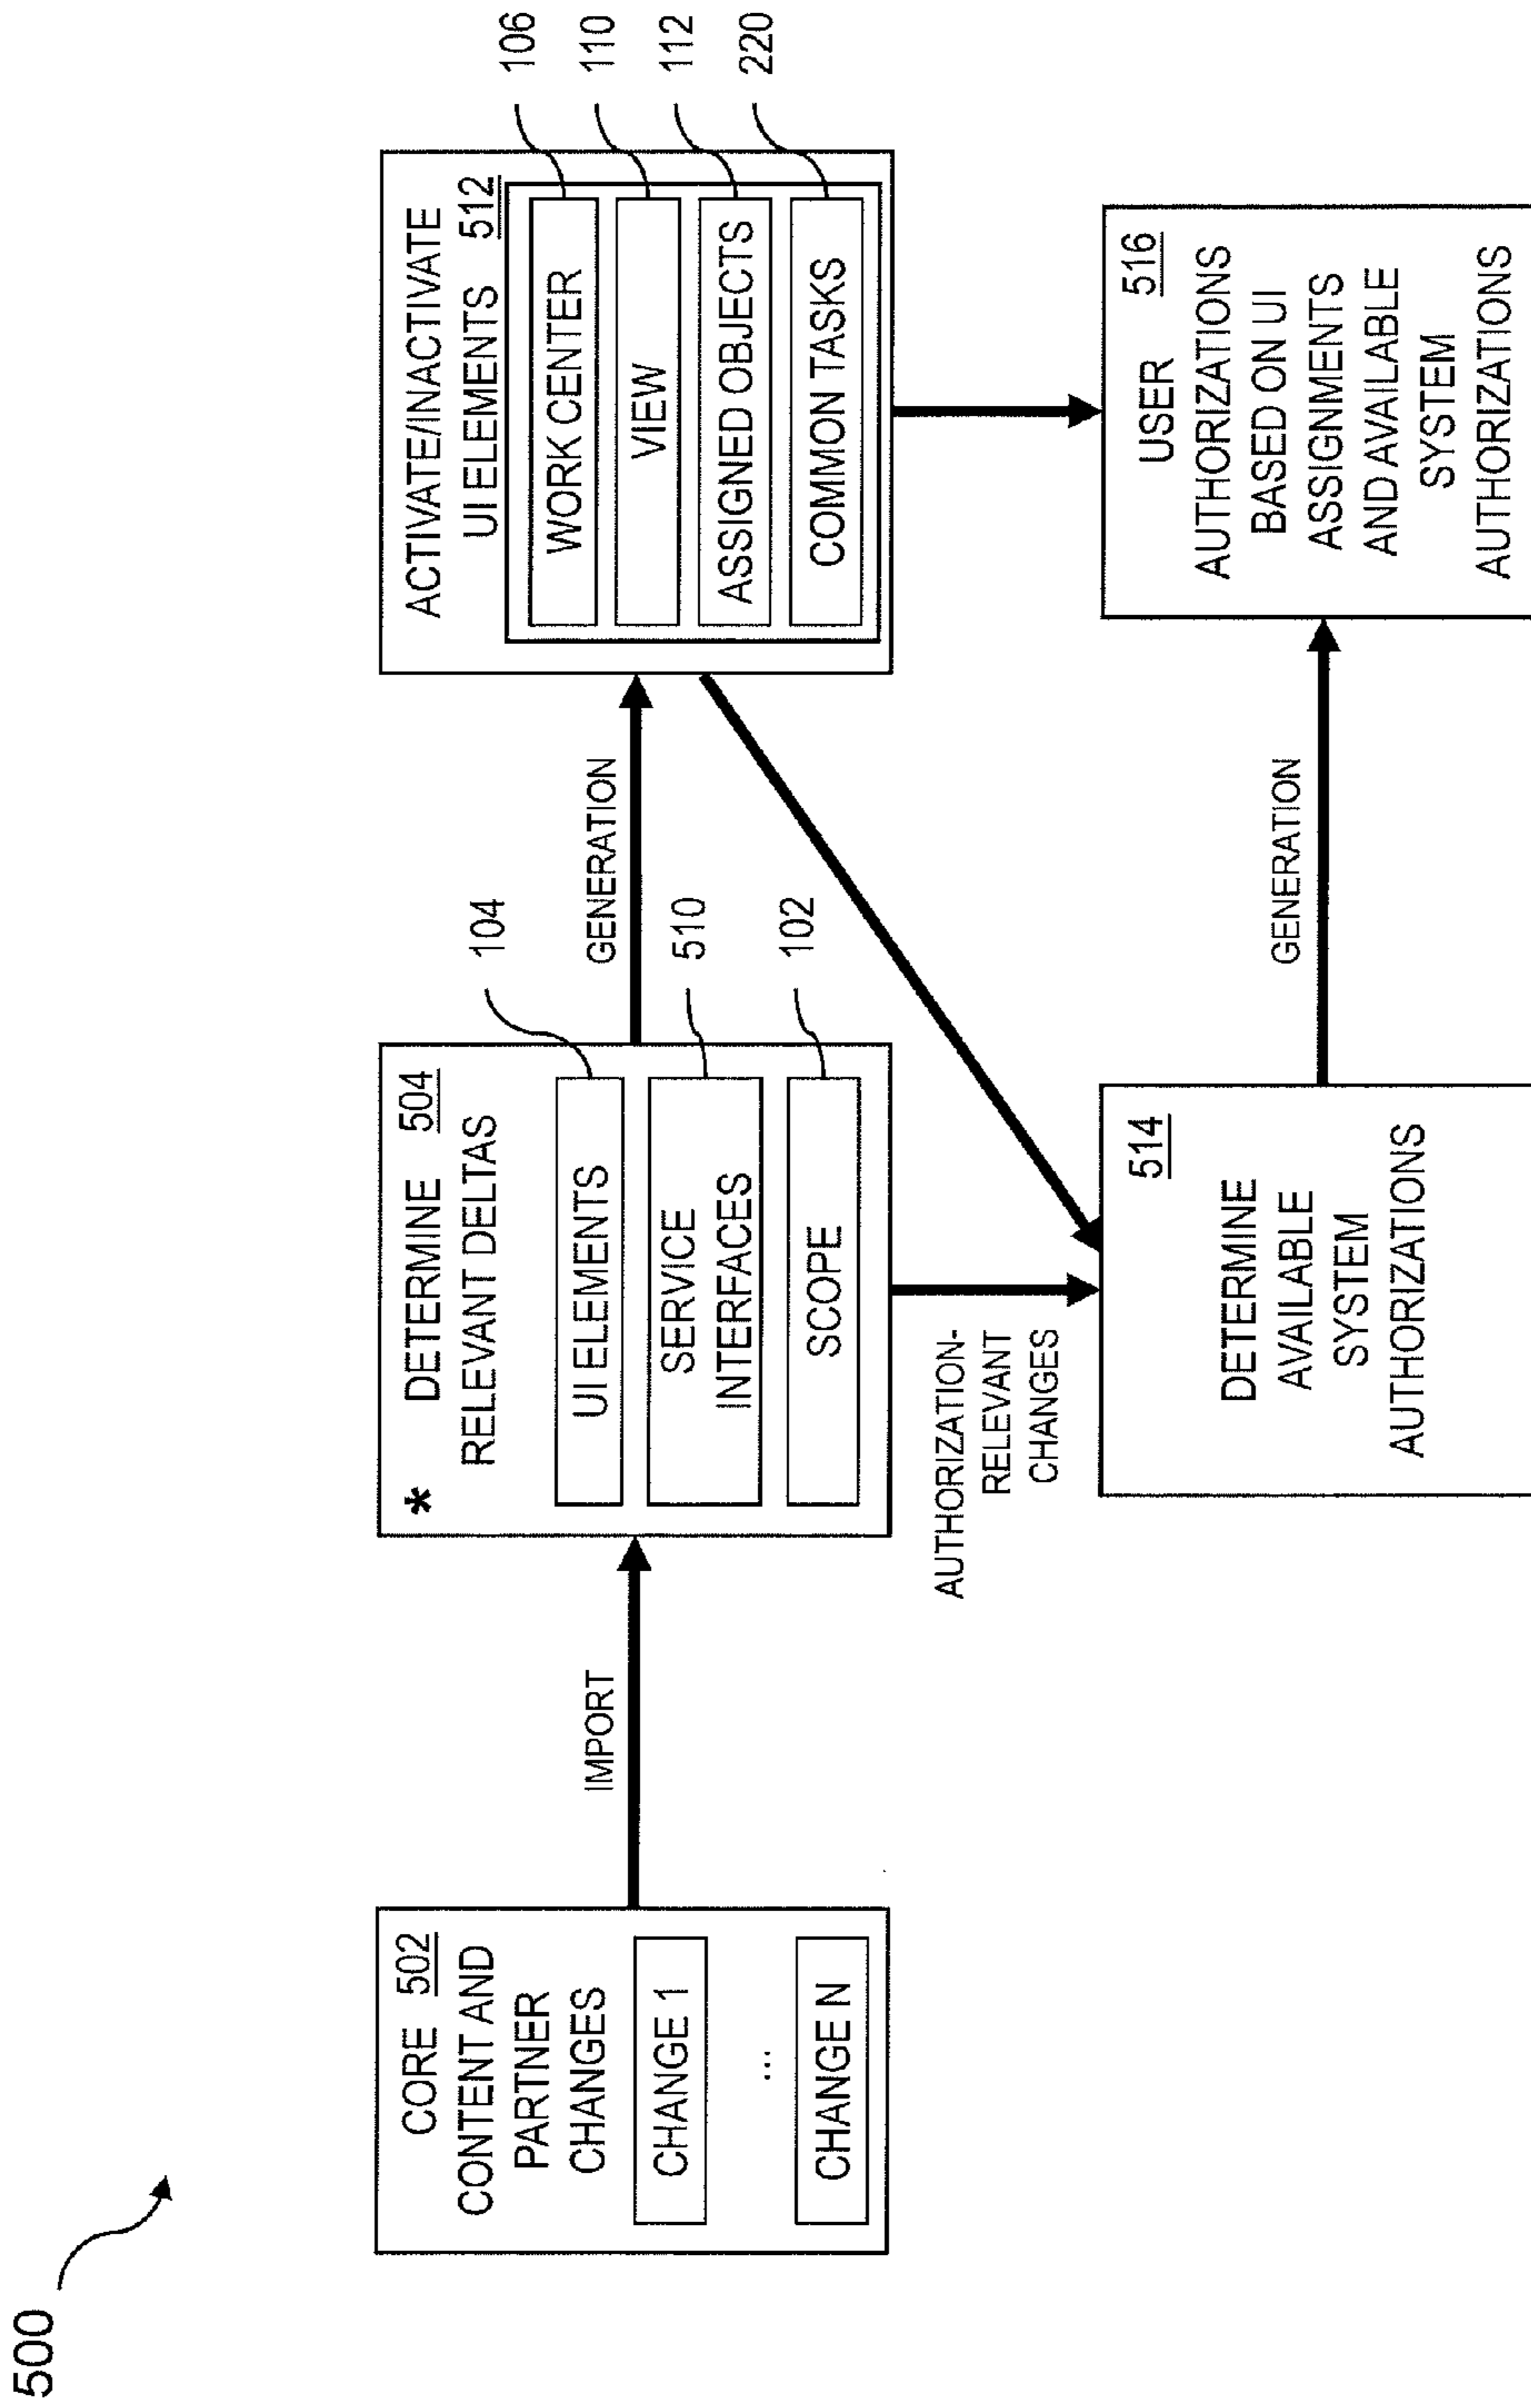 500
CORE 502
CONTENT AND
PARTNER
CHANGES
CHANGE 1
...
CHANGE N
IMPORT
* DETERMINE 504
RELEVANT DELTAS
UI ELEMENTS
SERVICE
INTERFACES
SCOPE
104
510
102
GENERATION
ACTIVATE/INACTIVATE
UI ELEMENTS 512
WORK CENTER
VIEW
ASSIGNED OBJECTS
COMMON TASKS
106
110
112
220
AUTHORIZATION-
RELEVANT
CHANGES
514
DETERMINE
AVAILABLE
SYSTEM
AUTHORIZATIONS
GENERATION
USER 516
AUTHORIZATIONS
BASED ON UI
ASSIGNMENTS
AND AVAILABLE
SYSTEM
AUTHORIZATIONS